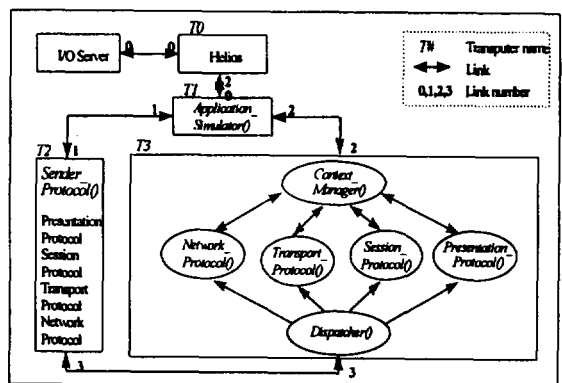 T0
I/O Server
0
0
Helios
2
0
T1
Application_
Simulator()
1
2
T#
Transputer name
Link
0,1,2,3
Link number
T2
1
Sender_
Protocol()
Presentation
Protocol
Session
Protocol
Transport
Protocol
Network
Protocol
3
T3
2
Context_
Manager()
Network_
Protocol()
Transport_
Protocol()
Session_
Protocol()
Presentation_
Protocol()
Dispatcher()
3